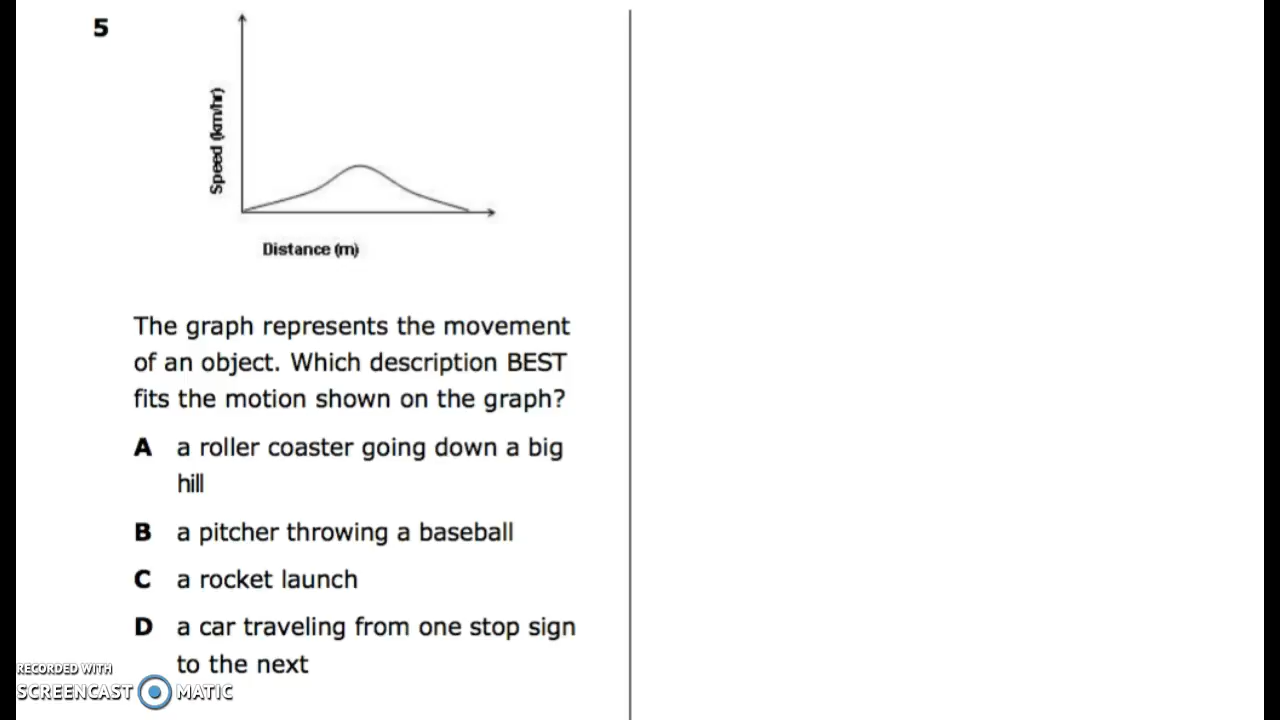 5
Speed (km/hr)
Distance (m)
The graph represents the movement
of an object. Which description BEST
fits the motion shown on the graph?
A a roller coaster going down a big
hill
B a pitcher throwing a baseball
C a rocket launch
D a car traveling from one stop sign
to the next
RECORDED WITH
SCREENCAST MATIC